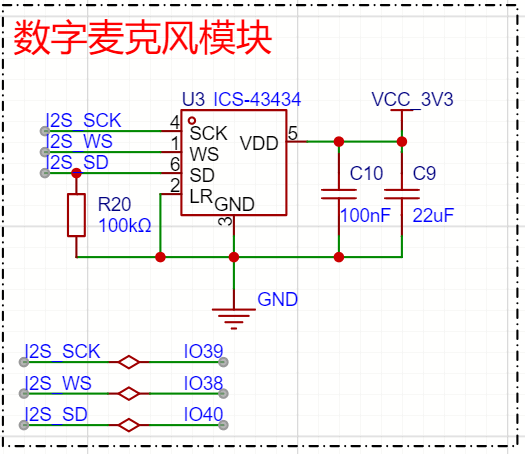 数字麦克风模块
U3 ICS-43434
VCC_3V3
I2S_SCK
4
SCK
5
VDD
I2S_WS
1
WS
I2S_SD
6
SD
2
LR
GND
3
R20
100kΩ
C10
100nF
C9
22uF
GND
I2S_SCK IO39
I2S_WS IO38
I2S_SD IO40